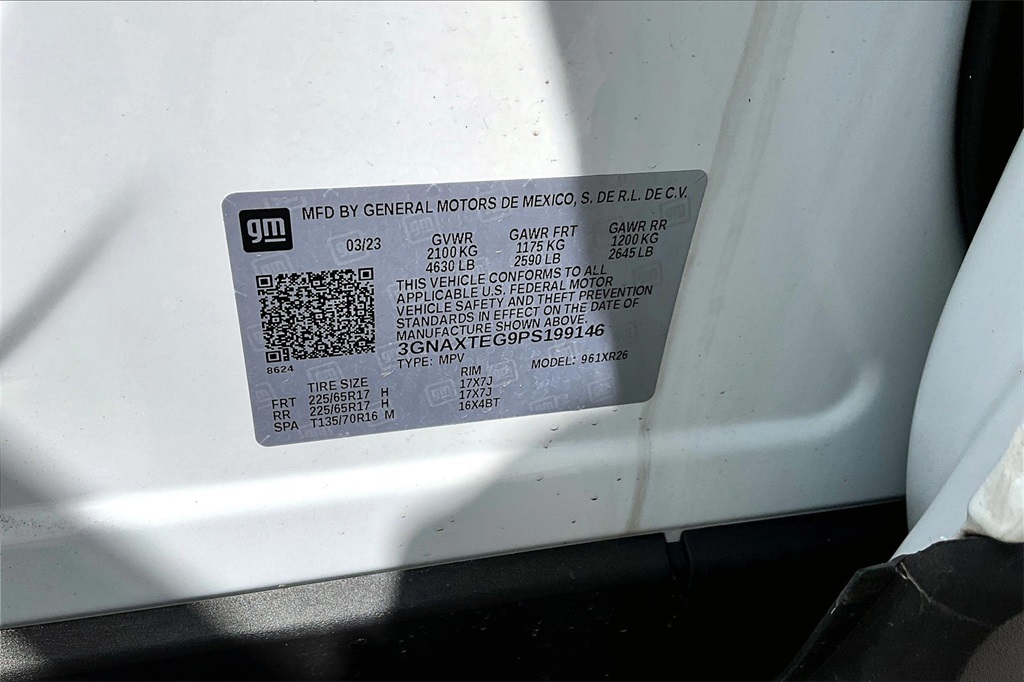 gm
MFD BY GENERAL MOTORS DE MEXICO, S. DE R.L. DE C.V.
03/23 GVWR GAWR FRT GAWR RR
2100 KG 1175 KG 1200 KG
4630 LB 2590 LB 2645 LB
THIS VEHICLE CONFORMS TO ALL
APPLICABLE U.S. FEDERAL MOTOR
VEHICLE SAFETY AND THEFT PREVENTION
STANDARDS IN EFFECT ON THE DATE OF
MANUFACTURE SHOWN ABOVE.
3GNAXTEG9PS199146
8624 TYPE: MPV MODEL: 961XR26
TIRE SIZE RIM
FRT 225/65R17 H 17X7J
RR 225/65R17 H 17X7J
SPA T135/70R16 M 16X4BT